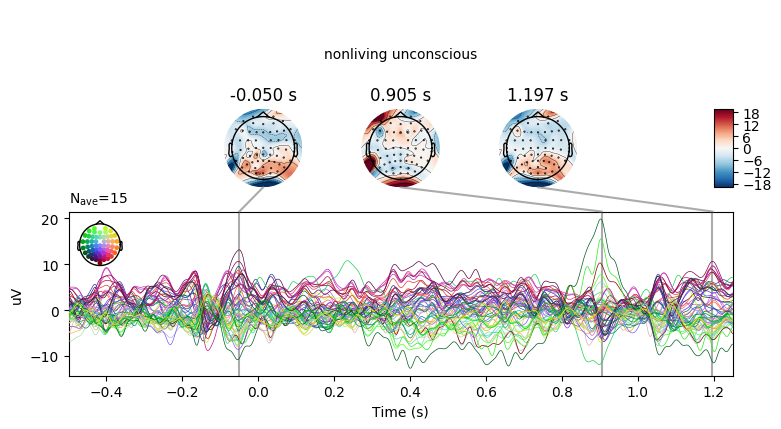 nonliving unconscious
-0.050 s 0.905 s 1.197 s
18
12
6
0
−6
−12
−18
Nave=15
20
10
0
−10
uV
−0.4 −0.2 0.0 0.2 0.4 0.6 0.8 1.0 1.2
Time (s)